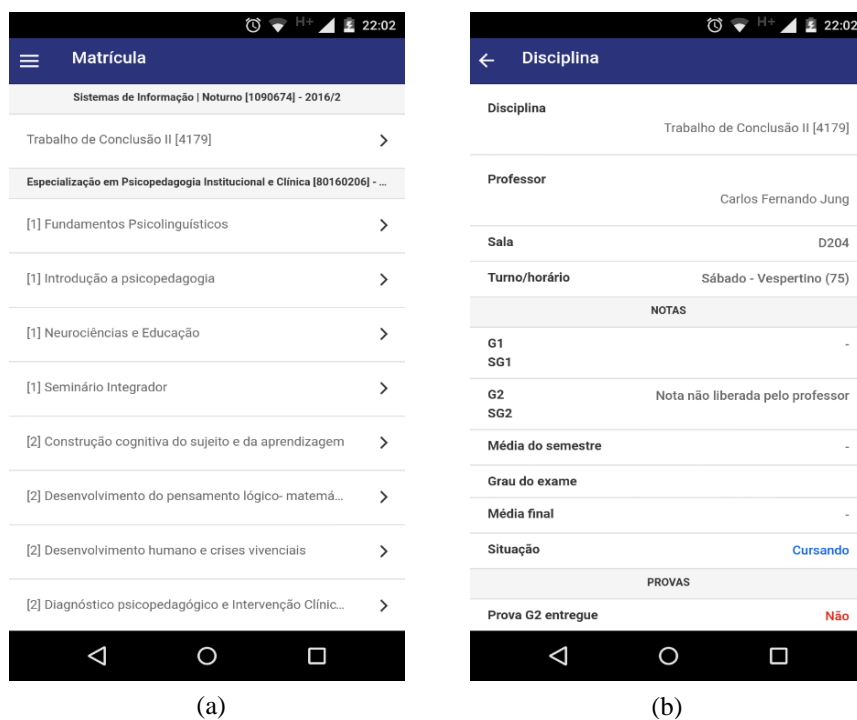 H+ 22:02
Matrícula
Sistemas de Informação | Noturno [1090674] - 2016/2
Trabalho de Conclusão II [4179]
Especialização em Psicopedagogia Institucional e Clínica [80160206] - ...
[1] Fundamentos Psicolinguísticos
[1] Introdução a psicopedagogia
[1] Neurociências e Educação
[1] Seminário Integrador
[2] Construção cognitiva do sujeito e da aprendizagem
[2] Desenvolvimento do pensamento lógico- matemá...
[2] Desenvolvimento humano e crises vivenciais
[2] Diagnóstico psicopedagógico e Intervenção Clínic...
(a)
H+ 22:02
Disciplina
Disciplina
Trabalho de Conclusão II [4179]
Professor
Carlos Fernando Jung
Sala D204
Turno/horário Sábado - Vespertino (75)
NOTAS
G1 -
SG1
G2 Nota não liberada pelo professor
SG2
Média do semestre -
Grau do exame
Média final -
Situação Cursando
PROVAS
Prova G2 entregue Não
(b)